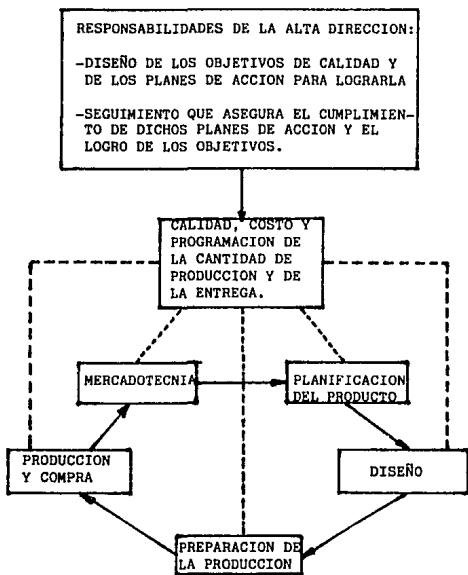 RESPONSABILIDADES DE LA ALTA DIRECCION:
-DISEÑO DE LOS OBJETIVOS DE CALIDAD Y
DE LOS PLANES DE ACCION PARA LOGRARLA
-SEGUIMIENTO QUE ASEGURA EL CUMPLIMIEN-
TO DE DICHOS PLANES DE ACCION Y EL
LOGRO DE LOS OBJETIVOS.
CALIDAD, COSTO Y
PROGRAMACION DE
LA CANTIDAD DE
PRODUCCION Y DE
LA ENTREGA.
MERCADOTECNIA
PLANIFICACION
DEL PRODUCTO
PRODUCCION
Y COMPRA
DISEÑO
PREPARACION DE
LA PRODUCCION